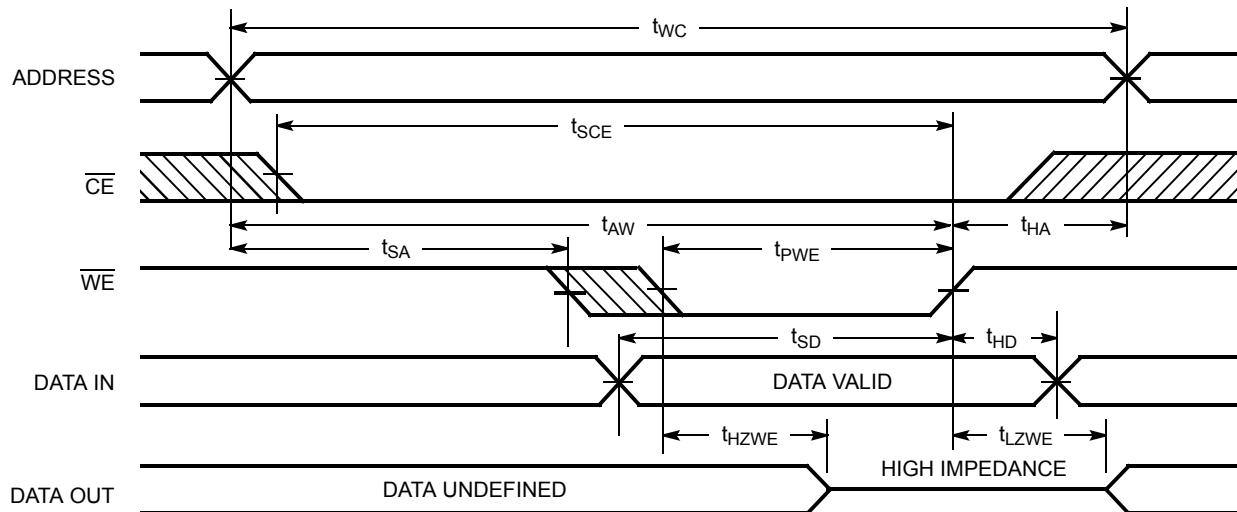 tWC
ADDRESS
tSCE
CE
tAW
tHA
tSA
tPWE
WE
tSD
tHD
DATA IN
DATA VALID
tHZWE
tLZWE
HIGH IMPEDANCE
DATA OUT
DATA UNDEFINED